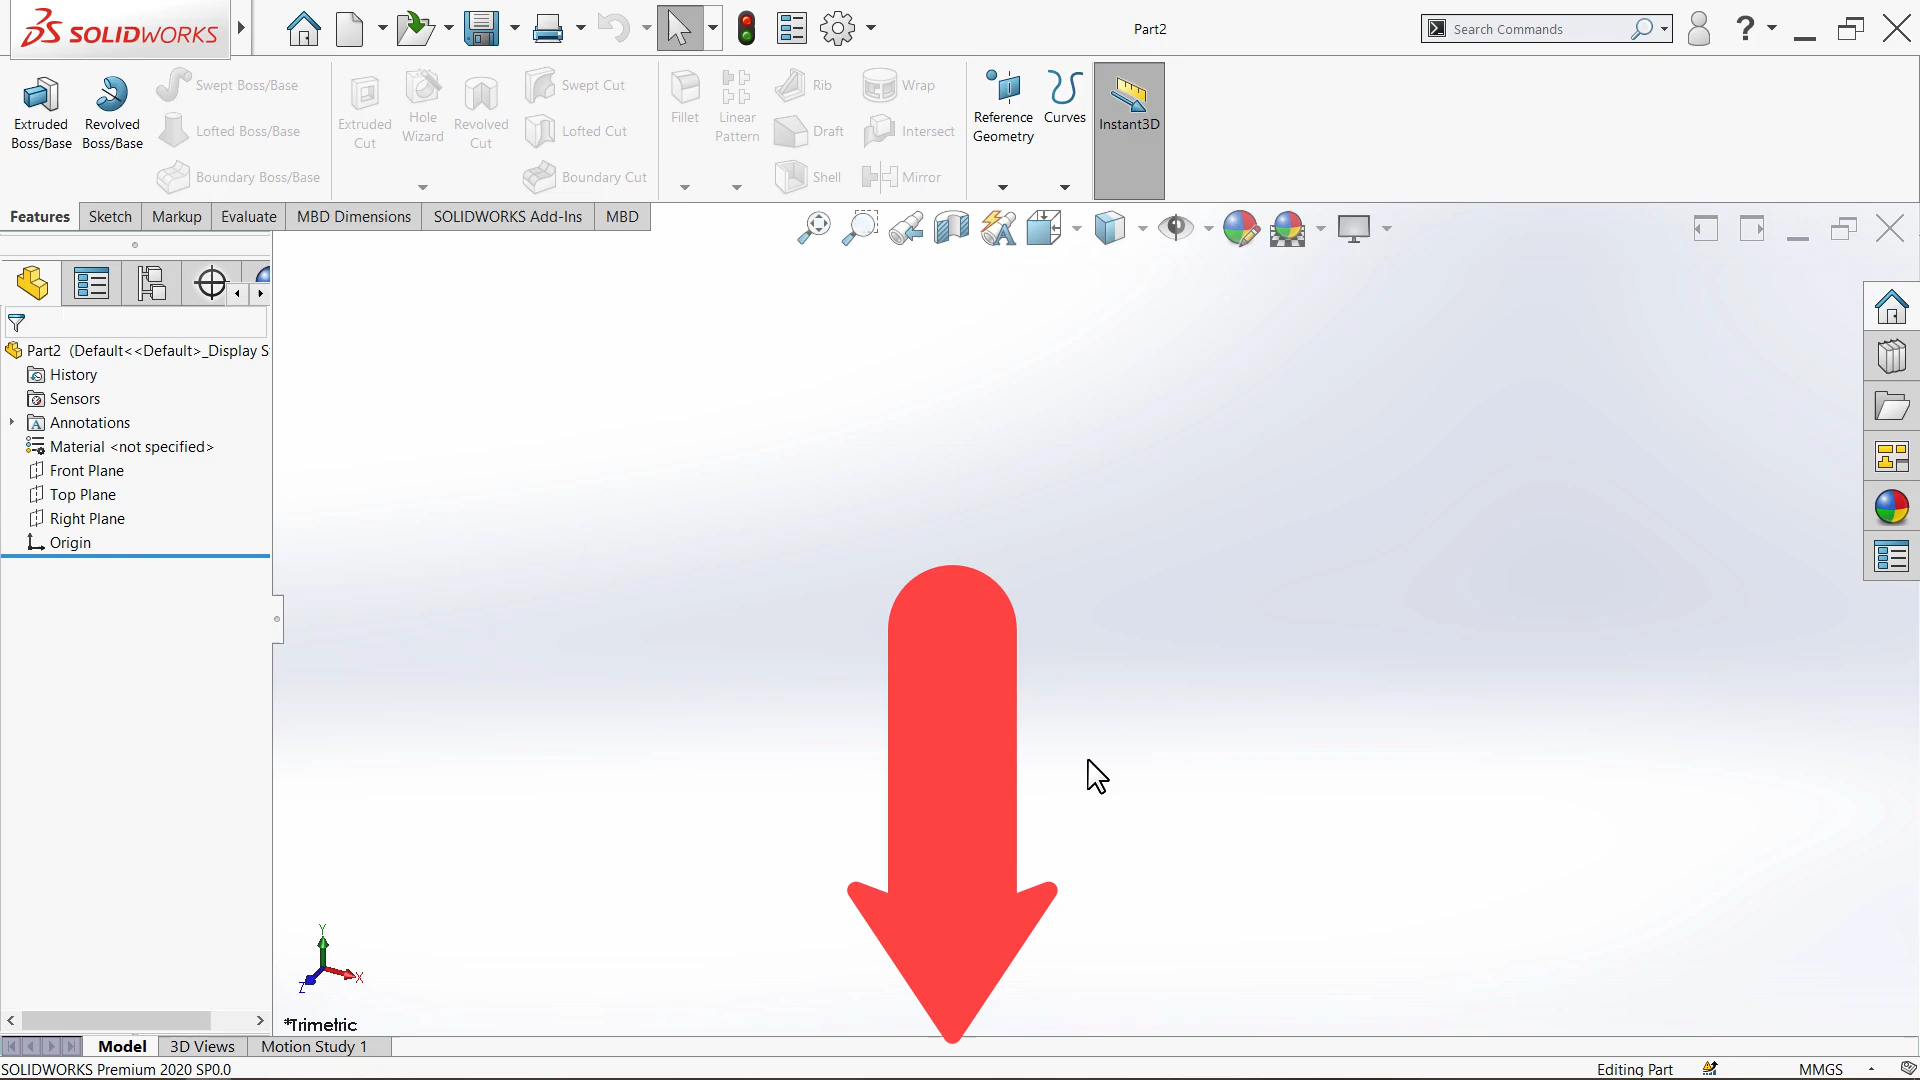 SOLIDWORKS
Part2
Search Commands
?
Extruded Boss/Base
Revolved Boss/Base
Swept Boss/Base
Lofted Boss/Base
Boundary Boss/Base
Extruded Cut
Hole Wizard
Revolved Cut
Swept Cut
Lofted Cut
Boundary Cut
Fillet
Linear Pattern
Rib
Draft
Shell
Wrap
Intersect
Mirror
Reference Geometry
Curves
Instant3D
Features
Sketch
Markup
Evaluate
MBD Dimensions
SOLIDWORKS Add-Ins
MBD
Part2 (Default<<Default>_Display S
History
Sensors
Annotations
Material <not specified>
Front Plane
Top Plane
Right Plane
Origin
Y
X
Z
*Trimetric
Model
3D Views
Motion Study 1
SOLIDWORKS Premium 2020 SP0.0
Editing Part
MMGS